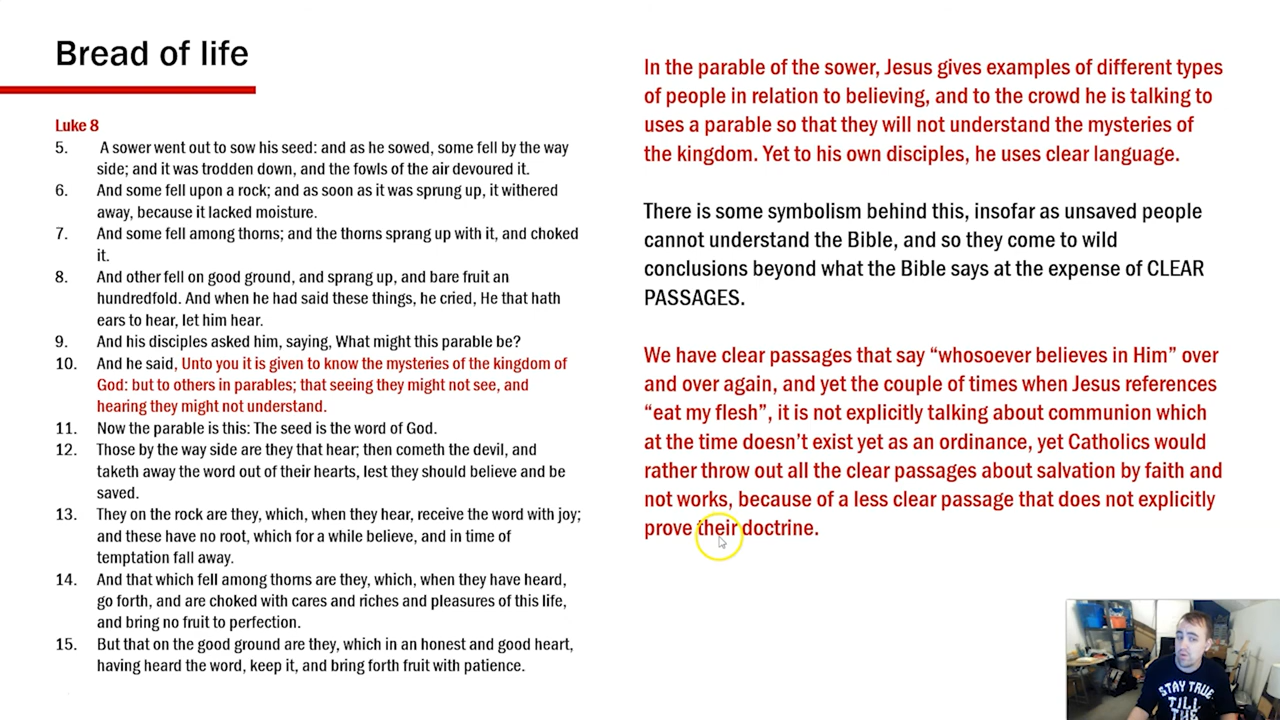 Bread of life
Luke 8
5. A sower went out to sow his seed: and as he sowed, some fell by the way
side; and it was trodden down, and the fowls of the air devoured it.
6. And some fell upon a rock; and as soon as it was sprung up, it withered
away, because it lacked moisture.
7. And some fell among thorns; and the thorns sprang up with it, and choked
it.
8. And other fell on good ground, and sprang up, and bare fruit an
hundredfold. And when he had said these things, he cried, He that hath
ears to hear, let him hear.
9. And his disciples asked him, saying, What might this parable be?
10. And he said, Unto you it is given to know the mysteries of the kingdom of
God: but to others in parables; that seeing they might not see, and
hearing they might not understand.
11. Now the parable is this: The seed is the word of God.
12. Those by the way side are they that hear; then cometh the devil, and
taketh away the word out of their hearts, lest they should believe and be
saved.
13. They on the rock are they, which, when they hear, receive the word with joy;
and these have no root, which for a while believe, and in time of
temptation fall away.
14. And that which fell among thorns are they, which, when they have heard,
go forth, and are choked with cares and riches and pleasures of this life,
and bring no fruit to perfection.
15. But that on the good ground are they, which in an honest and good heart,
having heard the word, keep it, and bring forth fruit with patience.
In the parable of the sower, Jesus gives examples of different types
of people in relation to believing, and to the crowd he is talking to
uses a parable so that they will not understand the mysteries of
the kingdom. Yet to his own disciples, he uses clear language.
There is some symbolism behind this, insofar as unsaved people
cannot understand the Bible, and so they come to wild
conclusions beyond what the Bible says at the expense of CLEAR
PASSAGES.
We have clear passages that say “whosoever believes in Him” over
and over again, and yet the couple of times when Jesus references
“eat my flesh”, it is not explicitly talking about communion which
at the time doesn’t exist yet as an ordinance, yet Catholics would
rather throw out all the clear passages about salvation by faith and
not works, because of a less clear passage that does not explicitly
prove their doctrine.
STAY TRUE
TILL
THE